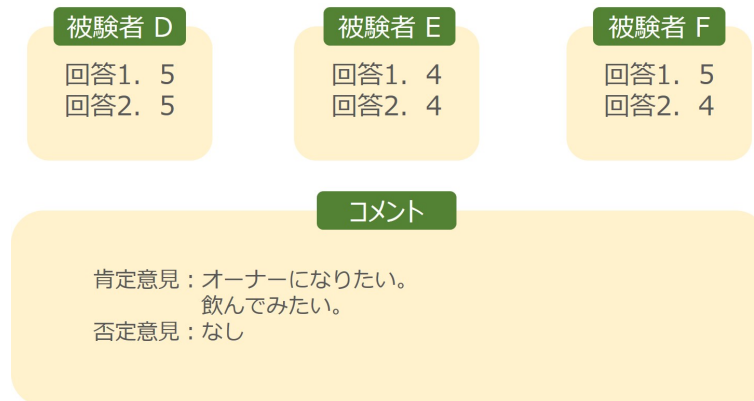 被験者 D
被験者 E
被験者 F
回答1. 5
回答2. 5
回答1. 4
回答2. 4
回答1. 5
回答2. 4
コメント
肯定意見:オーナーになりたい。
飲んでみたい。
否定意見:なし